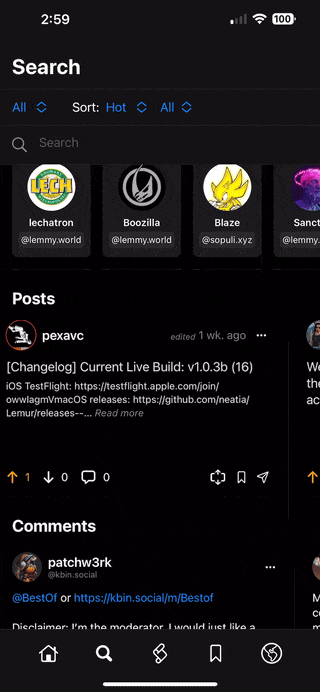 2:59
100
Search
All Sort: Hot All
Search
LECH
lechatron Boozilla Blaze Sanct
@lemmy.world @lemmy.world @sopuli.xyz @lemmy.
Posts
pexavc edited 1 wk. ago ...
[Changelog] Current Live Build: v1.0.3b (16)
iOS TestFlight: https://testflight.apple.com/join/
owwlagmVmacOS releases: https://github.com/neatia/
Lemur/releases--... Read more
We
the
ac
1 0 0
Comments
patchw3rk ...
@kbin.social
@BestOf or https://kbin.social/m/Bestof
Disclaimer: I'm the moderator. I would just like a
M
co
m